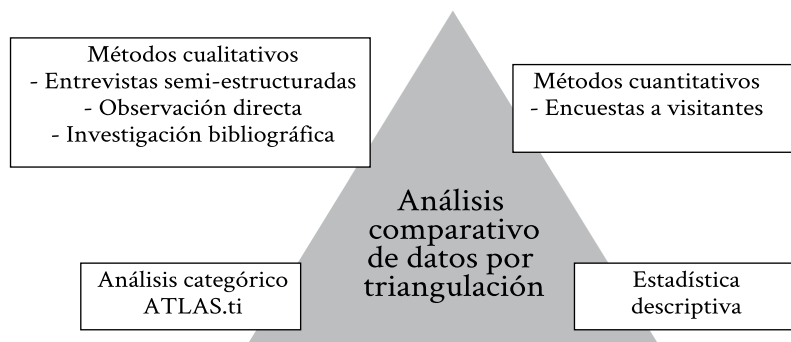 Métodos cualitativos
- Entrevistas semi-estructuradas
- Observación directa
- Investigación bibliográfica
Métodos cuantitativos
- Encuestas a visitantes
Análisis
comparativo
de datos por
triangulación
Análisis categórico
ATLAS.ti
Estadística
descriptiva